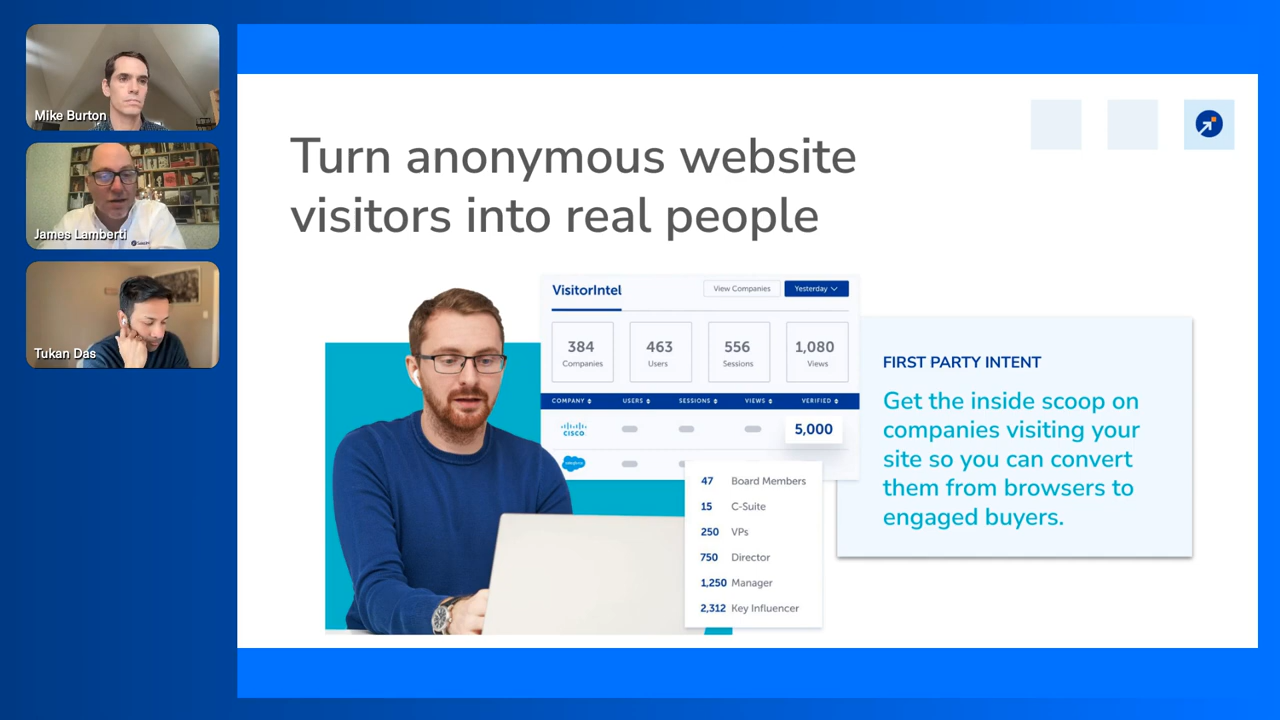 Mike Burton
James Lamberti
Tukan Das
Turn anonymous website
visitors into real people
VisitorIntel
View Companies
Yesterday
384
Companies
463
Users
556
Sessions
1,080
Views
COMPANY
USERS
SESSIONS
VIEWS
VERIFIED
CISCO
5,000
salesforce
47 Board Members
15 C-Suite
250 VPs
750 Director
1,250 Manager
2,312 Key Influencer
FIRST PARTY INTENT
Get the inside scoop on
companies visiting your
site so you can convert
them from browsers to
engaged buyers.